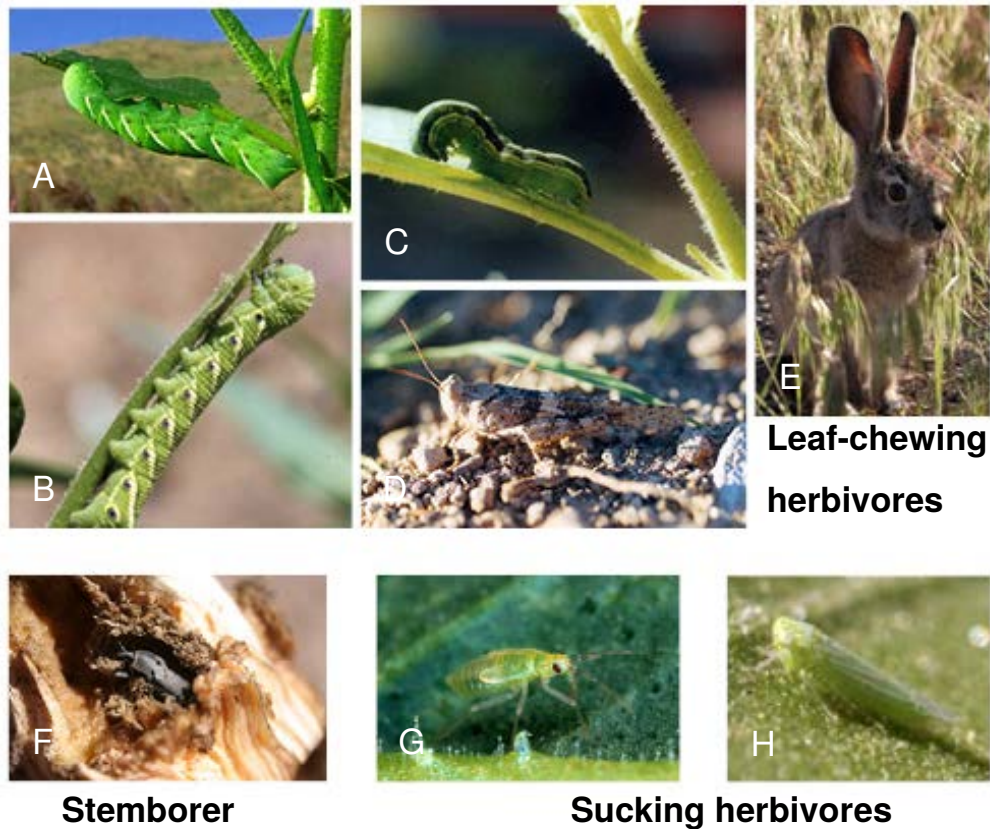 A
B
C
D
E
Leaf-chewing
herbivores
F
G
H
Stemborer
Sucking herbivores